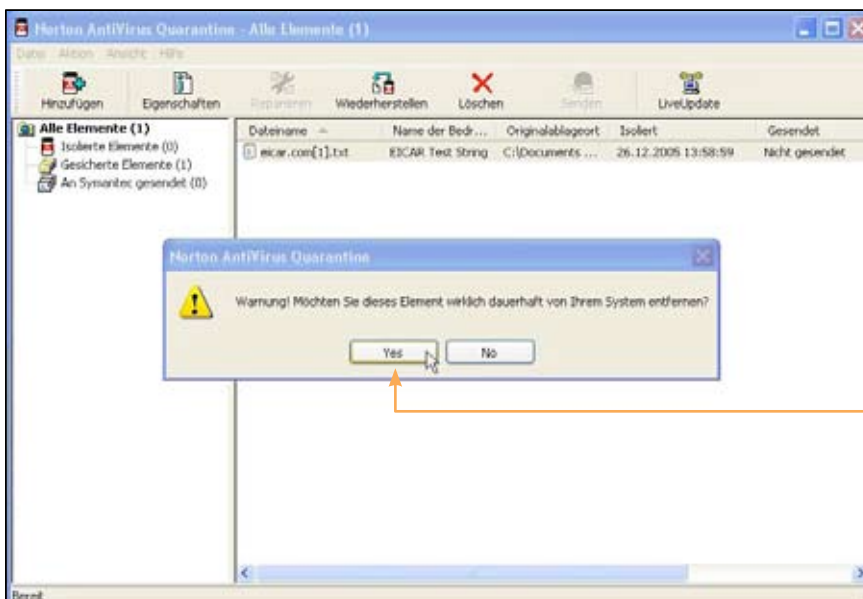 Norton AntiVirus Quarantine - Alle Elemente (1)
Datei Aktion Ansicht Hilfe
Hinzufügen Eigenschaften Reparieren Wiederherstellen Löschen Senden LiveUpdate
Alle Elemente (1)
Isolierte Elemente (0)
Gesicherte Elemente (1)
An Symantec gesendet (0)
Dateiname Name der Bedr... Originalablageort Isoliert Gesendet
eicar.com[1].txt EICAR Test String C:\Documents ... 26.12.2005 13:58:59 Nicht gesendet
Norton AntiVirus Quarantine
Warnung! Möchten Sie dieses Element wirklich dauerhaft von Ihrem System entfernen?
Yes No
Bereit